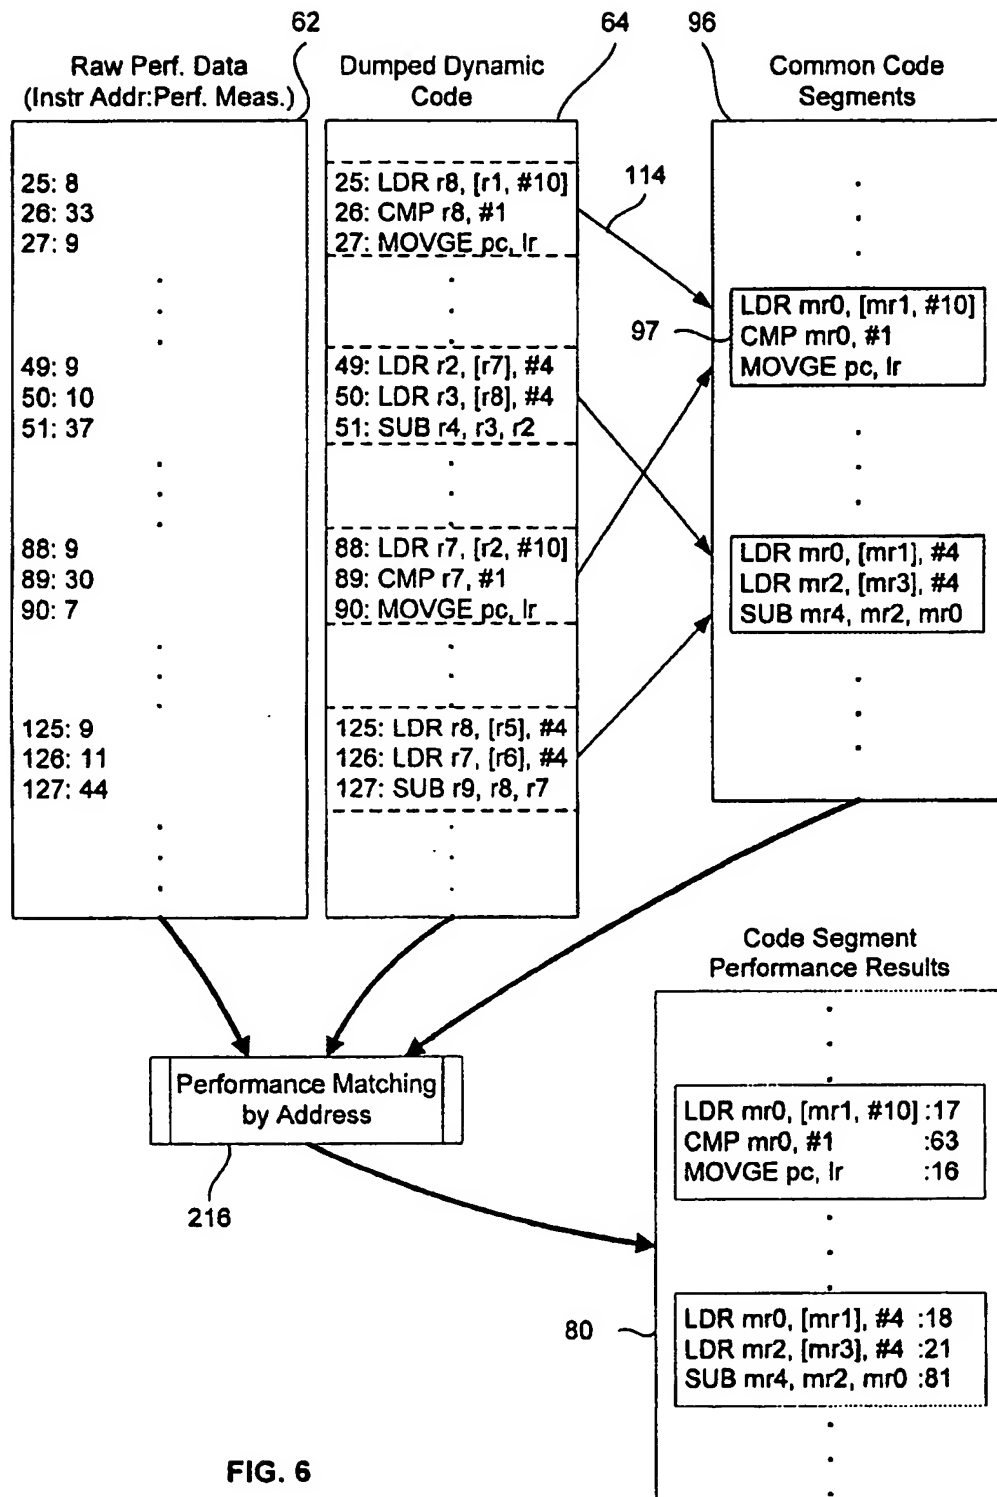 62
64
96
Raw Perf. Data
(Instr Addr:Perf. Meas.)
Dumped Dynamic
Code
Common Code
Segments
25: 8
26: 33
27: 9
49: 9
50: 10
51: 37
88: 9
89: 30
90: 7
125: 9
126: 11
127: 44
25: LDR r8, [r1, #10]
26: CMP r8, #1
27: MOVGE pc, lr
49: LDR r2, [r7], #4
50: LDR r3, [r8], #4
51: SUB r4, r3, r2
88: LDR r7, [r2, #10]
89: CMP r7, #1
90: MOVGE pc, lr
125: LDR r8, [r5], #4
126: LDR r7, [r6], #4
127: SUB r9, r8, r7
114
97
LDR mr0, [mr1, #10]
CMP mr0, #1
MOVGE pc, lr
LDR mr0, [mr1], #4
LDR mr2, [mr3], #4
SUB mr4, mr2, mr0
Performance Matching
by Address
216
Code Segment
Performance Results
LDR mr0, [mr1, #10] :17
CMP mr0, #1 :63
MOVGE pc, lr :16
80
LDR mr0, [mr1], #4 :18
LDR mr2, [mr3], #4 :21
SUB mr4, mr2, mr0 :81
FIG. 6